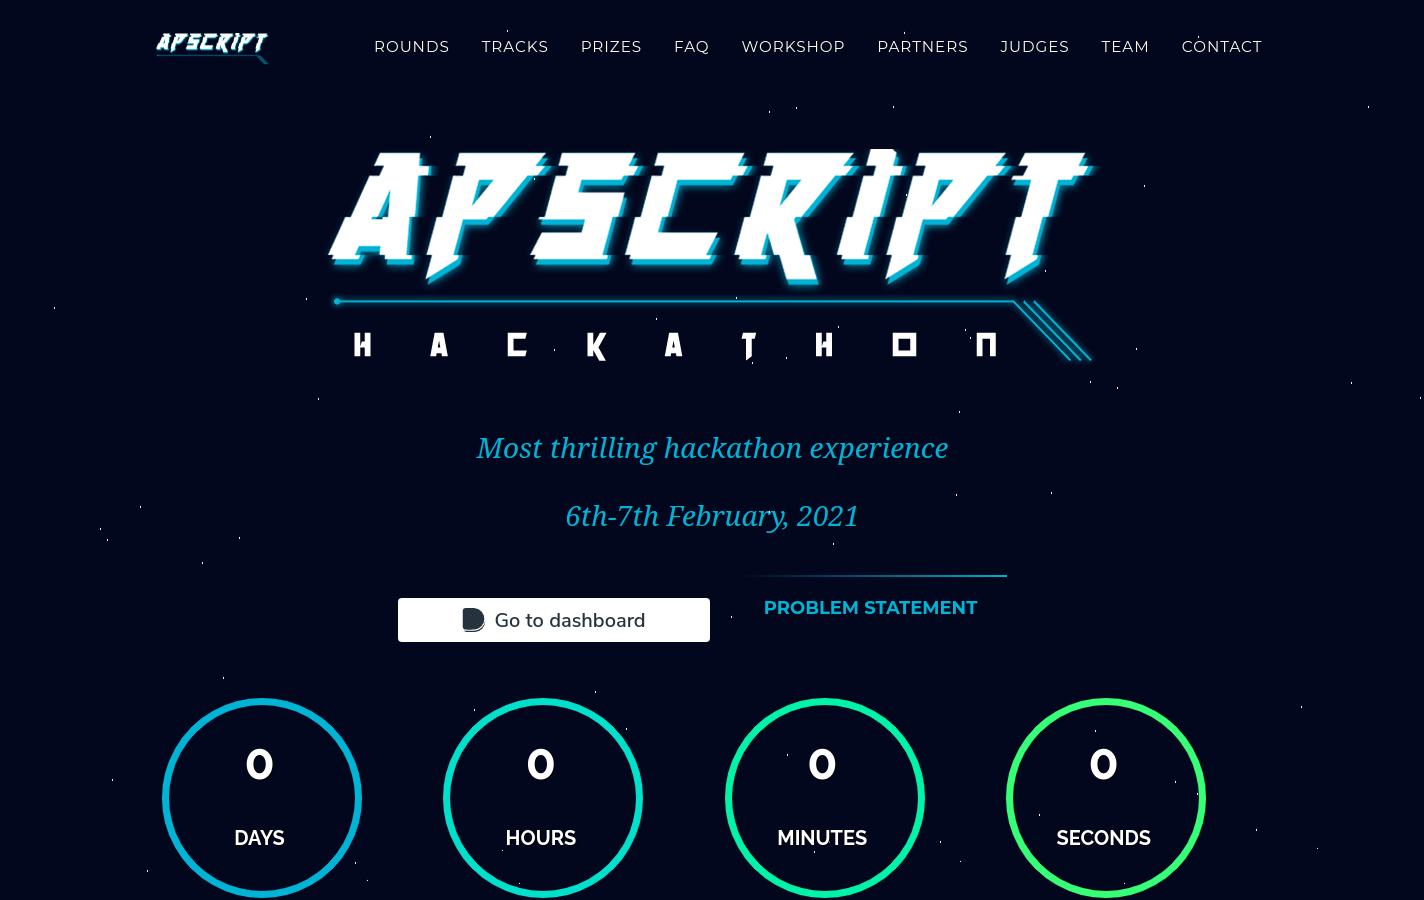 APSCRIPT
ROUNDS TRACKS PRIZES FAQ WORKSHOP PARTNERS JUDGES TEAM CONTACT
APSCRIPT
HACKATHON
Most thrilling hackathon experience
6th-7th February, 2021
Go to dashboard
PROBLEM STATEMENT
0 0 0 0
DAYS HOURS MINUTES SECONDS